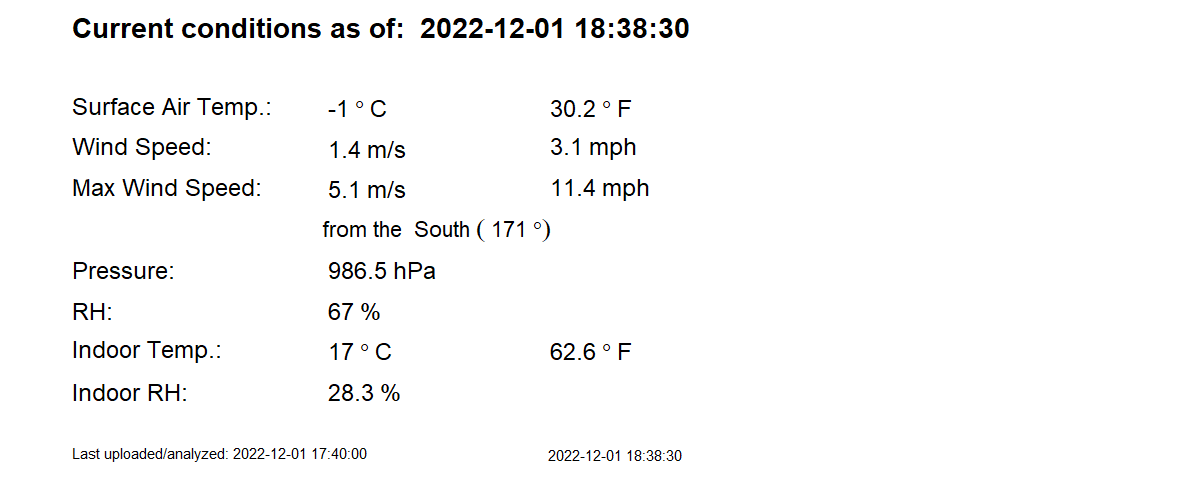 Current conditions as of: 2022-12-01 18:38:30
Surface Air Temp.: -1 ° C 30.2 ° F
Wind Speed: 1.4 m/s 3.1 mph
Max Wind Speed: 5.1 m/s 11.4 mph
from the South ( 171 °)
Pressure: 986.5 hPa
RH: 67 %
Indoor Temp.: 17 ° C 62.6 ° F
Indoor RH: 28.3 %
Last uploaded/analyzed: 2022-12-01 17:40:00 2022-12-01 18:38:30